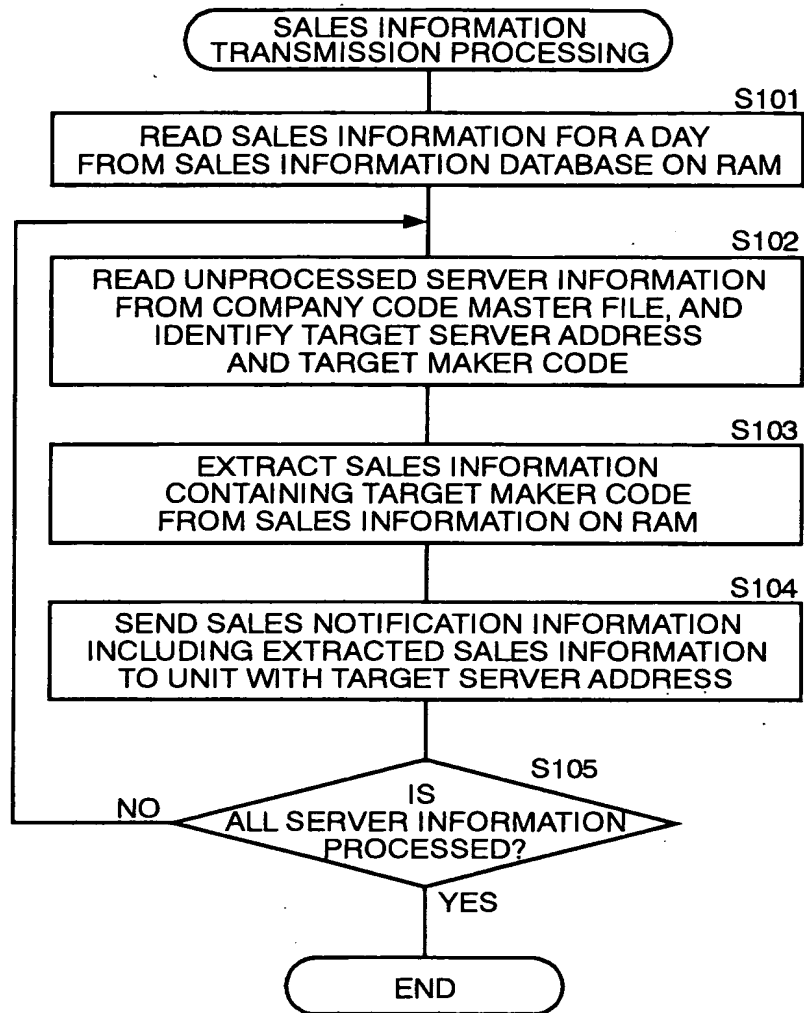 SALES INFORMATION
TRANSMISSION PROCESSING
S101
READ SALES INFORMATION FOR A DAY
FROM SALES INFORMATION DATABASE ON RAM
S102
READ UNPROCESSED SERVER INFORMATION
FROM COMPANY CODE MASTER FILE, AND
IDENTIFY TARGET SERVER ADDRESS
AND TARGET MAKER CODE
S103
EXTRACT SALES INFORMATION
CONTAINING TARGET MAKER CODE
FROM SALES INFORMATION ON RAM
S104
SEND SALES NOTIFICATION INFORMATION
INCLUDING EXTRACTED SALES INFORMATION
TO UNIT WITH TARGET SERVER ADDRESS
S105
IS
ALL SERVER INFORMATION
PROCESSED?
NO
YES
END